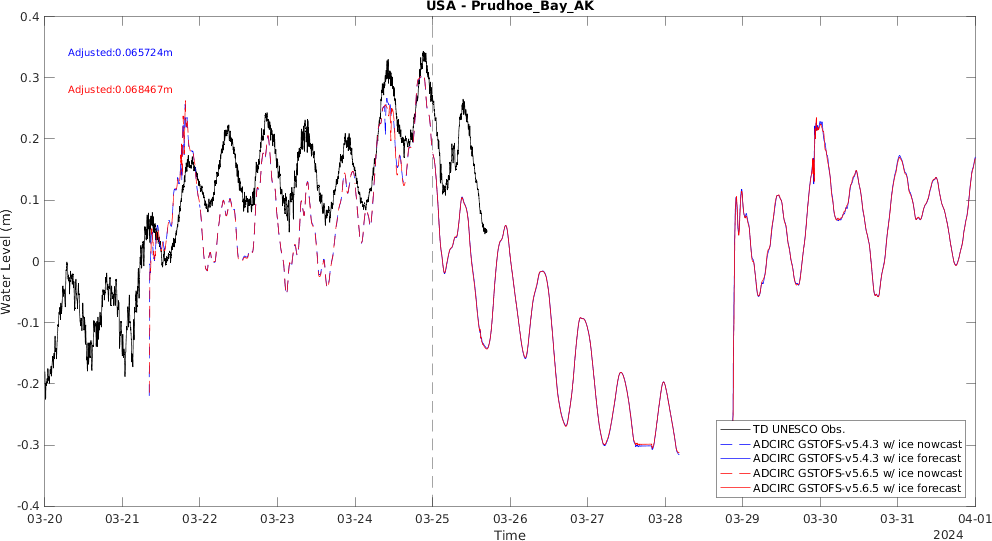 USA - Prudhoe_Bay_AK
0.4
0.3
0.2
0.1
0
-0.1
-0.2
-0.3
-0.4
Water Level (m)
Adjusted:0.065724m
Adjusted:0.068467m
TD UNESCO Obs.
ADCIRC GSTOFS-v5.4.3 w/ ice nowcast
ADCIRC GSTOFS-v5.4.3 w/ ice forecast
ADCIRC GSTOFS-v5.6.5 w/ ice nowcast
ADCIRC GSTOFS-v5.6.5 w/ ice forecast
03-20 03-21 03-22 03-23 03-24 03-25 03-26 03-27 03-28 03-29 03-30 03-31 04-01
Time
2024